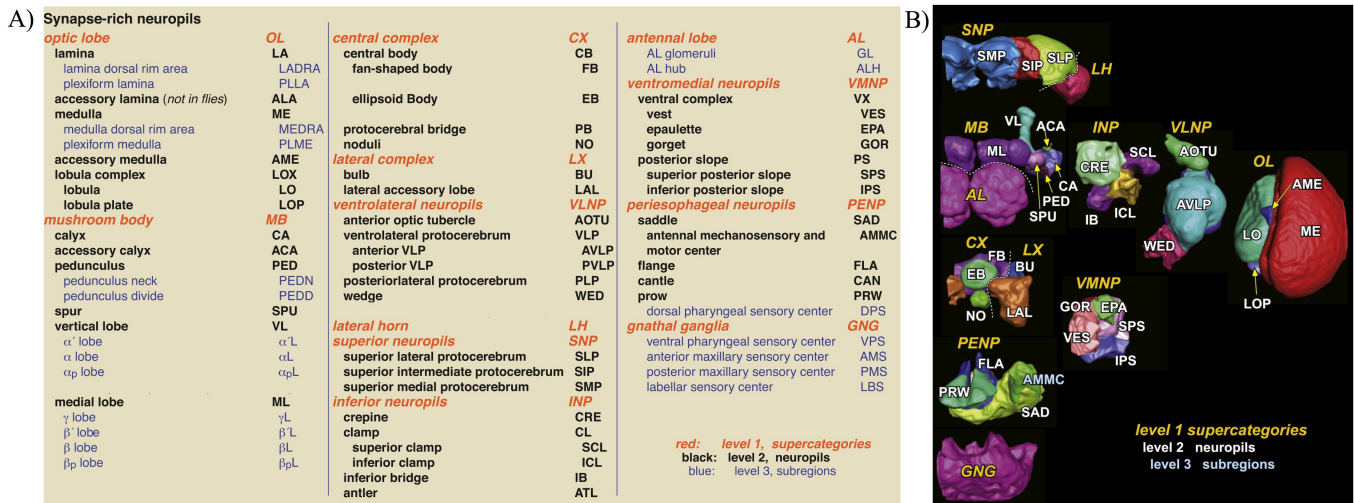 A)
Synapse-rich neuropils
optic lobe OL
lamina LA
lamina dorsal rim area LADRA
plexiform lamina PLLA
accessory lamina (not in flies) ALA
medulla ME
medulla dorsal rim area MEDRA
plexiform medulla PLME
accessory medulla AME
lobula complex LOX
lobula LO
lobula plate LOP
mushroom body MB
calyx CA
accessory calyx ACA
pedunculus PED
pedunculus neck PEDN
pedunculus divide PEDD
spur SPU
vertical lobe VL
α´ lobe α´L
α lobe αL
αp lobe αpL
medial lobe ML
γ lobe γL
β´ lobe β´L
β lobe βL
βp lobe βpL
central complex CX
central body CB
fan-shaped body FB
ellipsoid Body EB
protocerebral bridge PB
noduli NO
lateral complex LX
bulb BU
lateral accessory lobe LAL
ventrolateral neuropils VLNP
anterior optic tubercle AOTU
ventrolateral protocerebrum VLP
anterior VLP AVLP
posterior VLP PVLP
posteriorlateral protocerebrum PLP
wedge WED
lateral horn LH
superior neuropils SNP
superior lateral protocerebrum SLP
superior intermediate protocerebrum SIP
superior medial protocerebrum SMP
inferior neuropils INP
crepine CRE
clamp CL
superior clamp SCL
inferior clamp ICL
inferior bridge IB
antler ATL
antennal lobe AL
AL glomeruli GL
AL hub ALH
ventromedial neuropils VMNP
ventral complex VX
vest VES
epaulette EPA
gorget GOR
posterior slope PS
superior posterior slope SPS
inferior posterior slope IPS
periesophageal neuropils PENP
saddle SAD
antennal mechanosensory and AMMC
motor center
flange FLA
cantle CAN
prow PRW
dorsal pharyngeal sensory center DPS
gnathal ganglia GNG
ventral pharyngeal sensory center VPS
anterior maxillary sensory center AMS
posterior maxillary sensory center PMS
labellar sensory center LBS
red: level 1, supercategories
black: level 2, neuropils
blue: level 3, subregions
B)
SNP
SMP
SIP
SLP
LH
MB
VL
ACA
ML
AL
SPU
PED
CA
INP
SCL
CRE
IB
ICL
VLNP
AOTU
AVLP
WED
OL
AME
LO
ME
LOP
CX
FB
LX
BU
EB
NO
LAL
VMNP
GOR
EPA
SPS
VES
IPS
PENP
FLA
PRW
AMMC
SAD
GNG
level 1 supercategories
level 2 neuropils
level 3 subregions